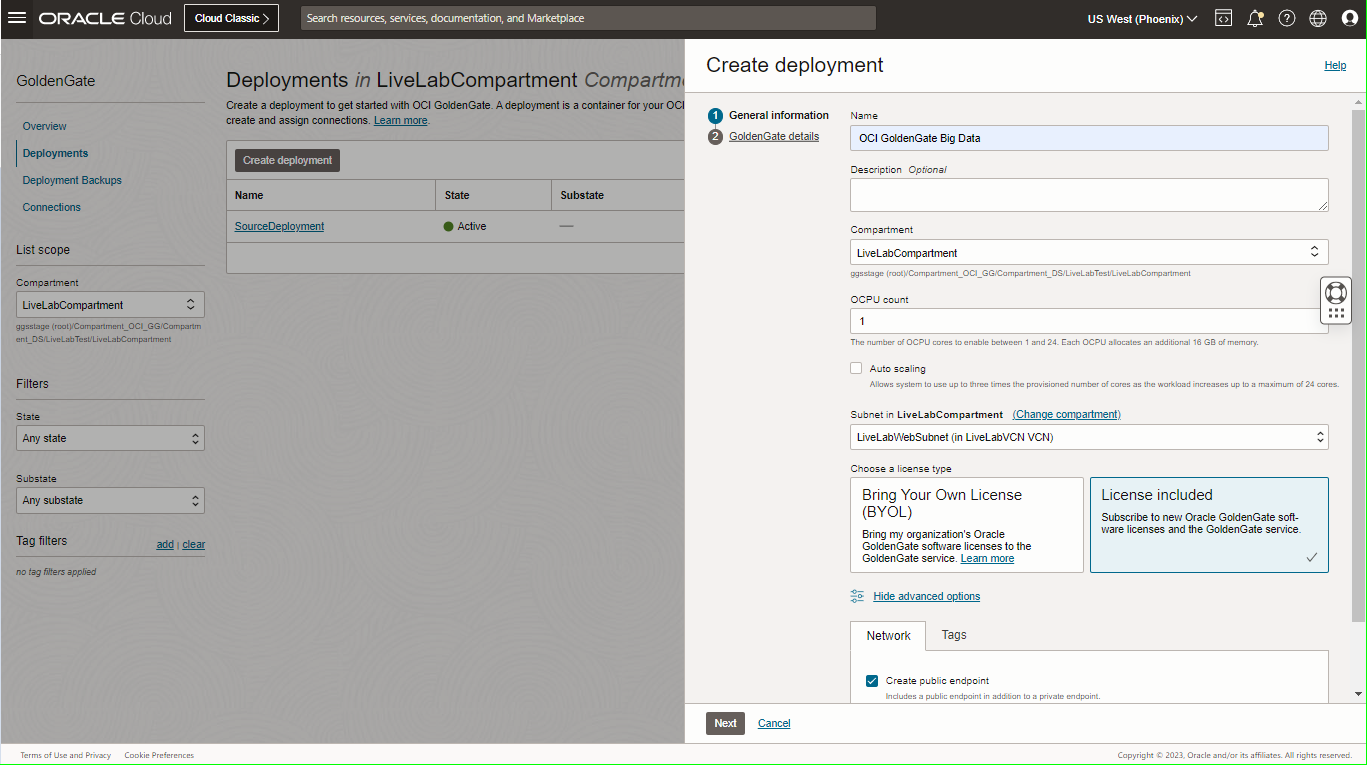 ORACLE Cloud
Cloud Classic
Search resources, services, documentation, and Marketplace
US West (Phoenix)
GoldenGate
Overview
Deployments
Deployment Backups
Connections
List scope
Compartment
LiveLabCompartment
ggsstage (root)/Compartment_OCI_GG/Compartm
ent_DS/LiveLabTest/LiveLabCompartment
Filters
State
Any state
Substate
Any substate
Tag filters
add | clear
no tag filters applied
Deployments in LiveLabCompartment Compartme
Create a deployment to get started with OCI GoldenGate. A deployment is a container for your OCI
create and assign connections. Learn more.
Create deployment
Name State Substate
SourceDeployment Active —
Create deployment
Help
1 General information
2 GoldenGate details
Name
OCI GoldenGate Big Data
Description Optional
Compartment
LiveLabCompartment
ggsstage (root)/Compartment_OCI_GG/Compartment_DS/LiveLabTest/LiveLabCompartment
OCPU count
1
The number of OCPU cores to enable between 1 and 24. Each OCPU allocates an additional 16 GB of memory.
Auto scaling
Allows system to use up to three times the provisioned number of cores as the workload increases up to a maximum of 24 cores.
Subnet in LiveLabCompartment (Change compartment)
LiveLabWebSubnet (in LiveLabVCN VCN)
Choose a license type
Bring Your Own License
(BYOL)
Bring my organization's Oracle
GoldenGate software licenses to the
GoldenGate service. Learn more
License included
Subscribe to new Oracle GoldenGate soft-
ware licenses and the GoldenGate service.
Hide advanced options
Network Tags
Create public endpoint
Includes a public endpoint in addition to a private endpoint.
Next Cancel
Terms of Use and Privacy Cookie Preferences
Copyright © 2023, Oracle and/or its affiliates. All rights reserved.